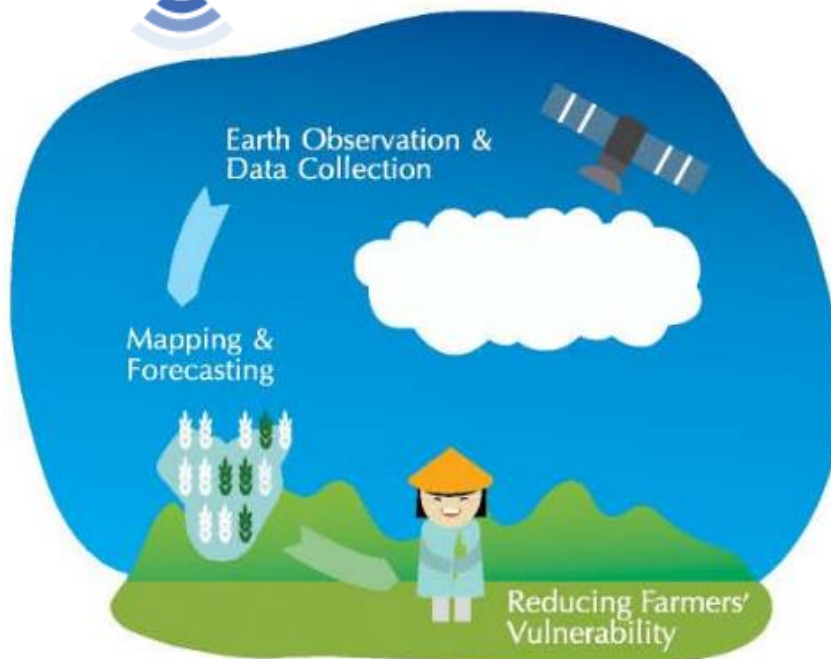 Earth Observation &
Data Collection
Mapping &
Forecasting
Reducing Farmers'
Vulnerability